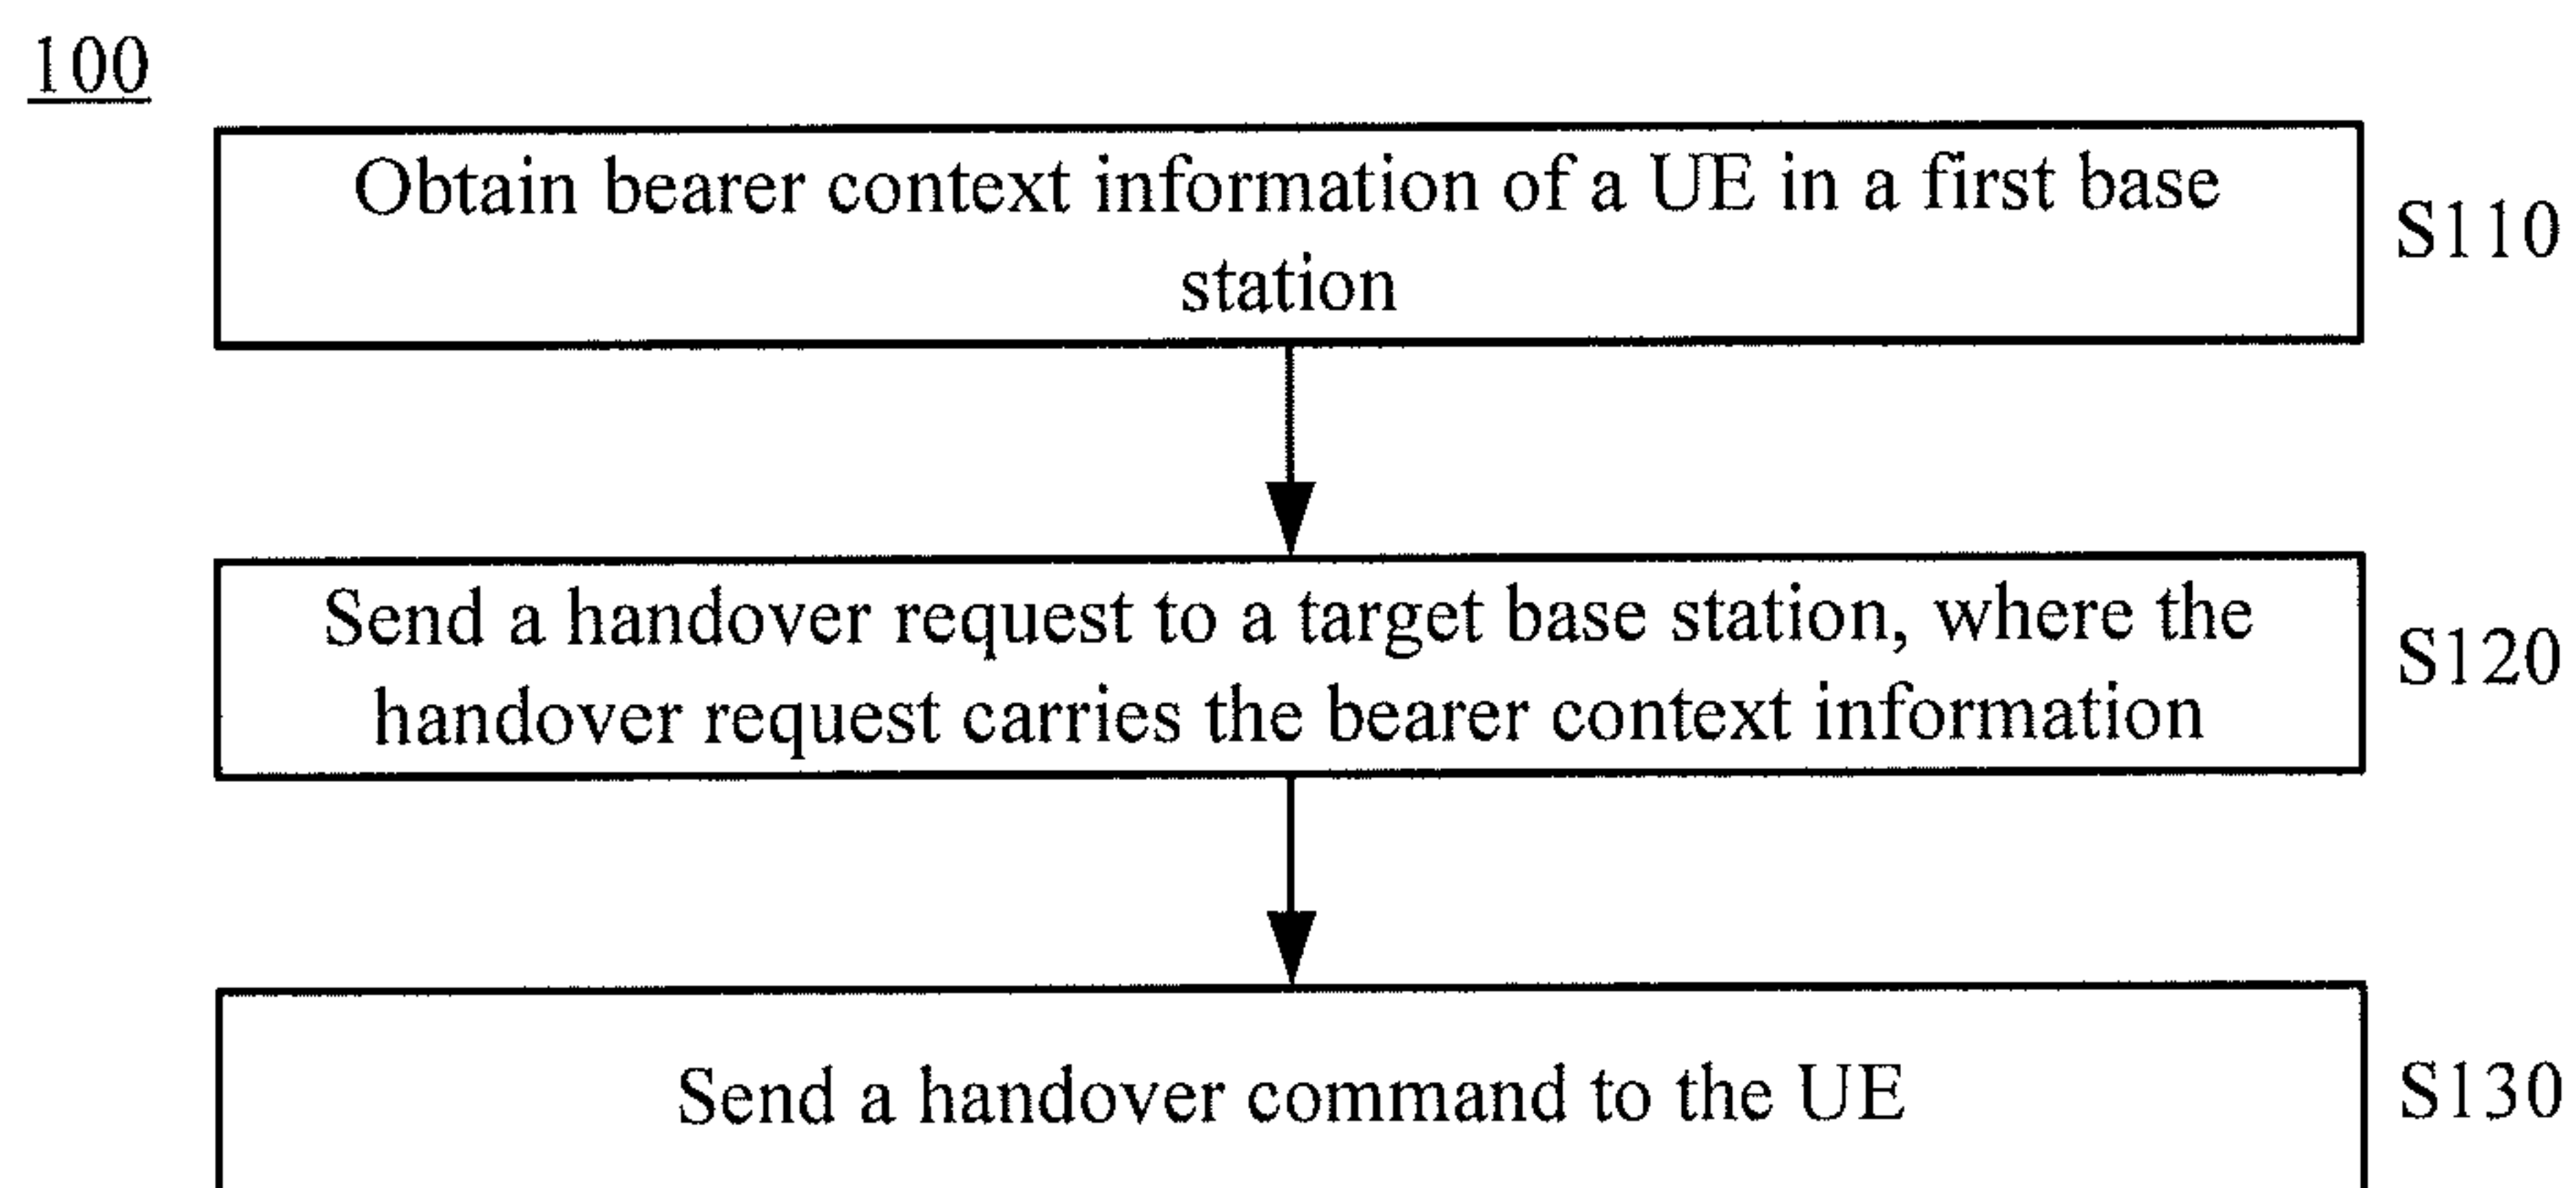 100
Obtain bearer context information of a UE in a first base
station
S110
Send a handover request to a target base station, where the
handover request carries the bearer context information
S120
Send a handover command to the UE
S130